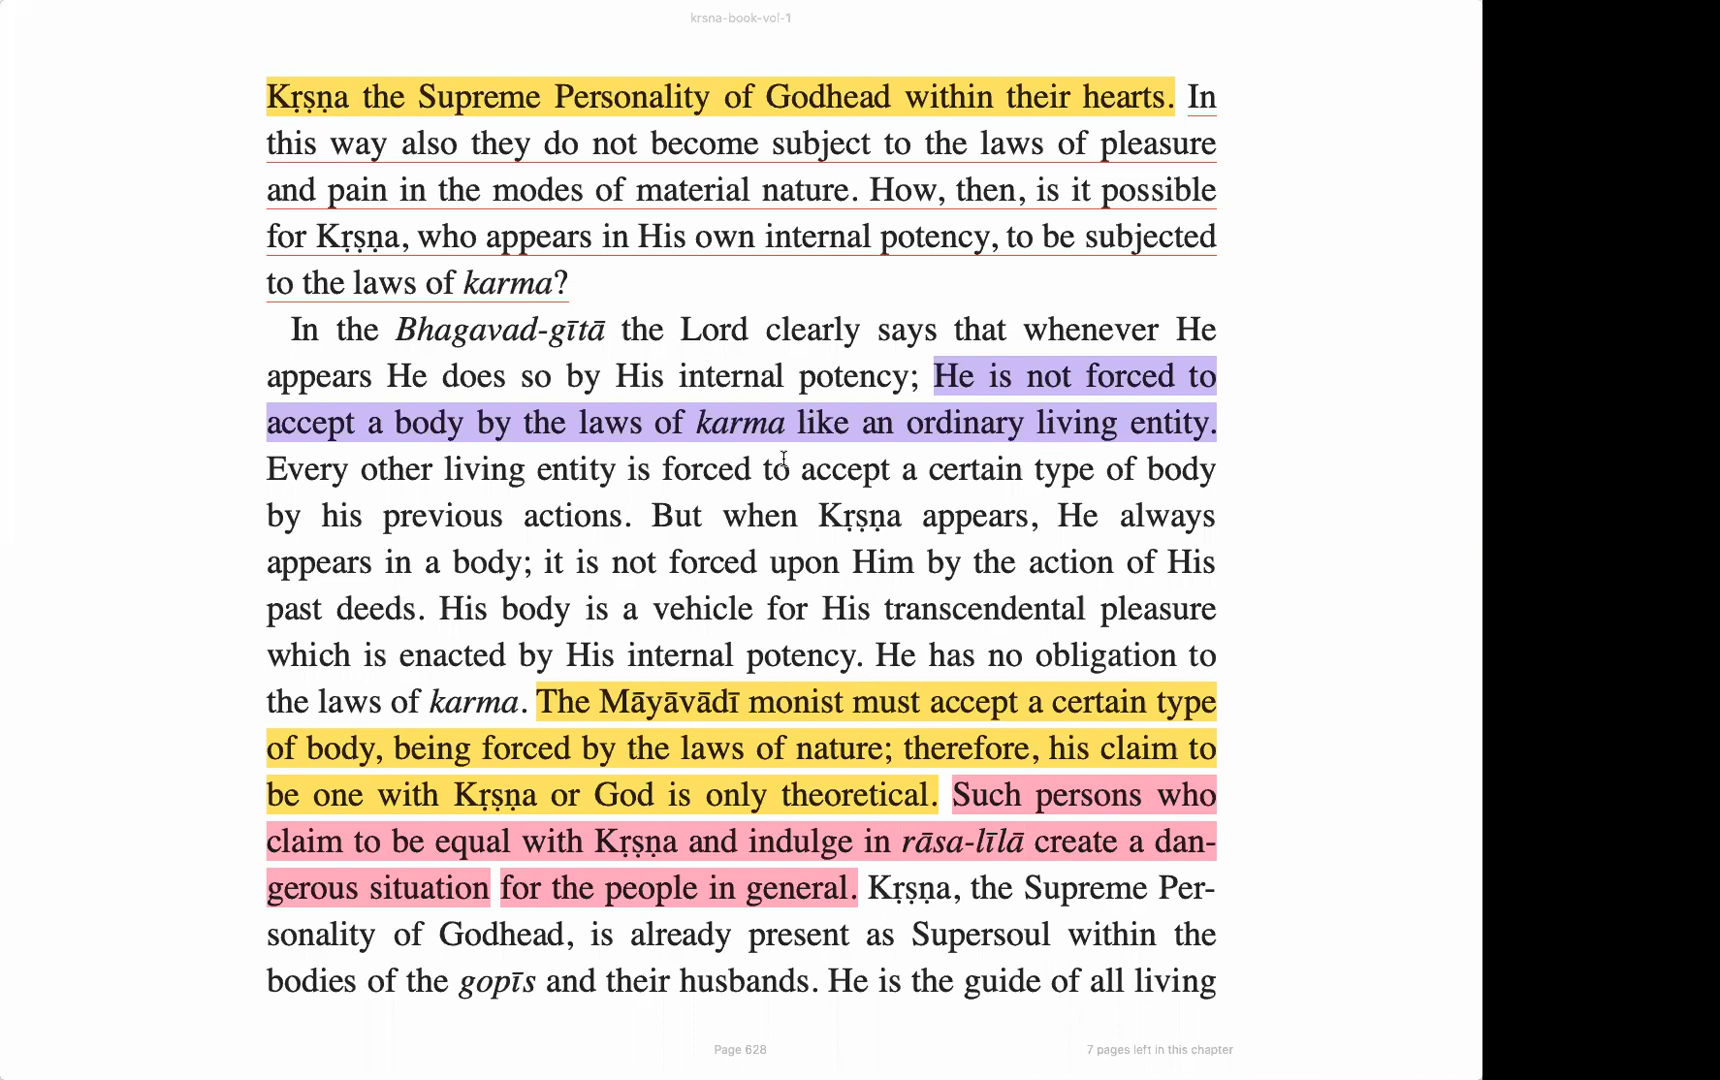 krsna-book-vol-1
Kṛṣṇa the Supreme Personality of Godhead within their hearts. In
this way also they do not become subject to the laws of pleasure
and pain in the modes of material nature. How, then, is it possible
for Kṛṣṇa, who appears in His own internal potency, to be subjected
to the laws of karma?
In the Bhagavad-gītā the Lord clearly says that whenever He
appears He does so by His internal potency; He is not forced to
accept a body by the laws of karma like an ordinary living entity.
Every other living entity is forced to accept a certain type of body
by his previous actions. But when Kṛṣṇa appears, He always
appears in a body; it is not forced upon Him by the action of His
past deeds. His body is a vehicle for His transcendental pleasure
which is enacted by His internal potency. He has no obligation to
the laws of karma. The Māyāvādī monist must accept a certain type
of body, being forced by the laws of nature; therefore, his claim to
be one with Kṛṣṇa or God is only theoretical. Such persons who
claim to be equal with Kṛṣṇa and indulge in rāsa-līlā create a dan-
gerous situation for the people in general. Kṛṣṇa, the Supreme Per-
sonality of Godhead, is already present as Supersoul within the
bodies of the gopīs and their husbands. He is the guide of all living
Page 628
7 pages left in this chapter